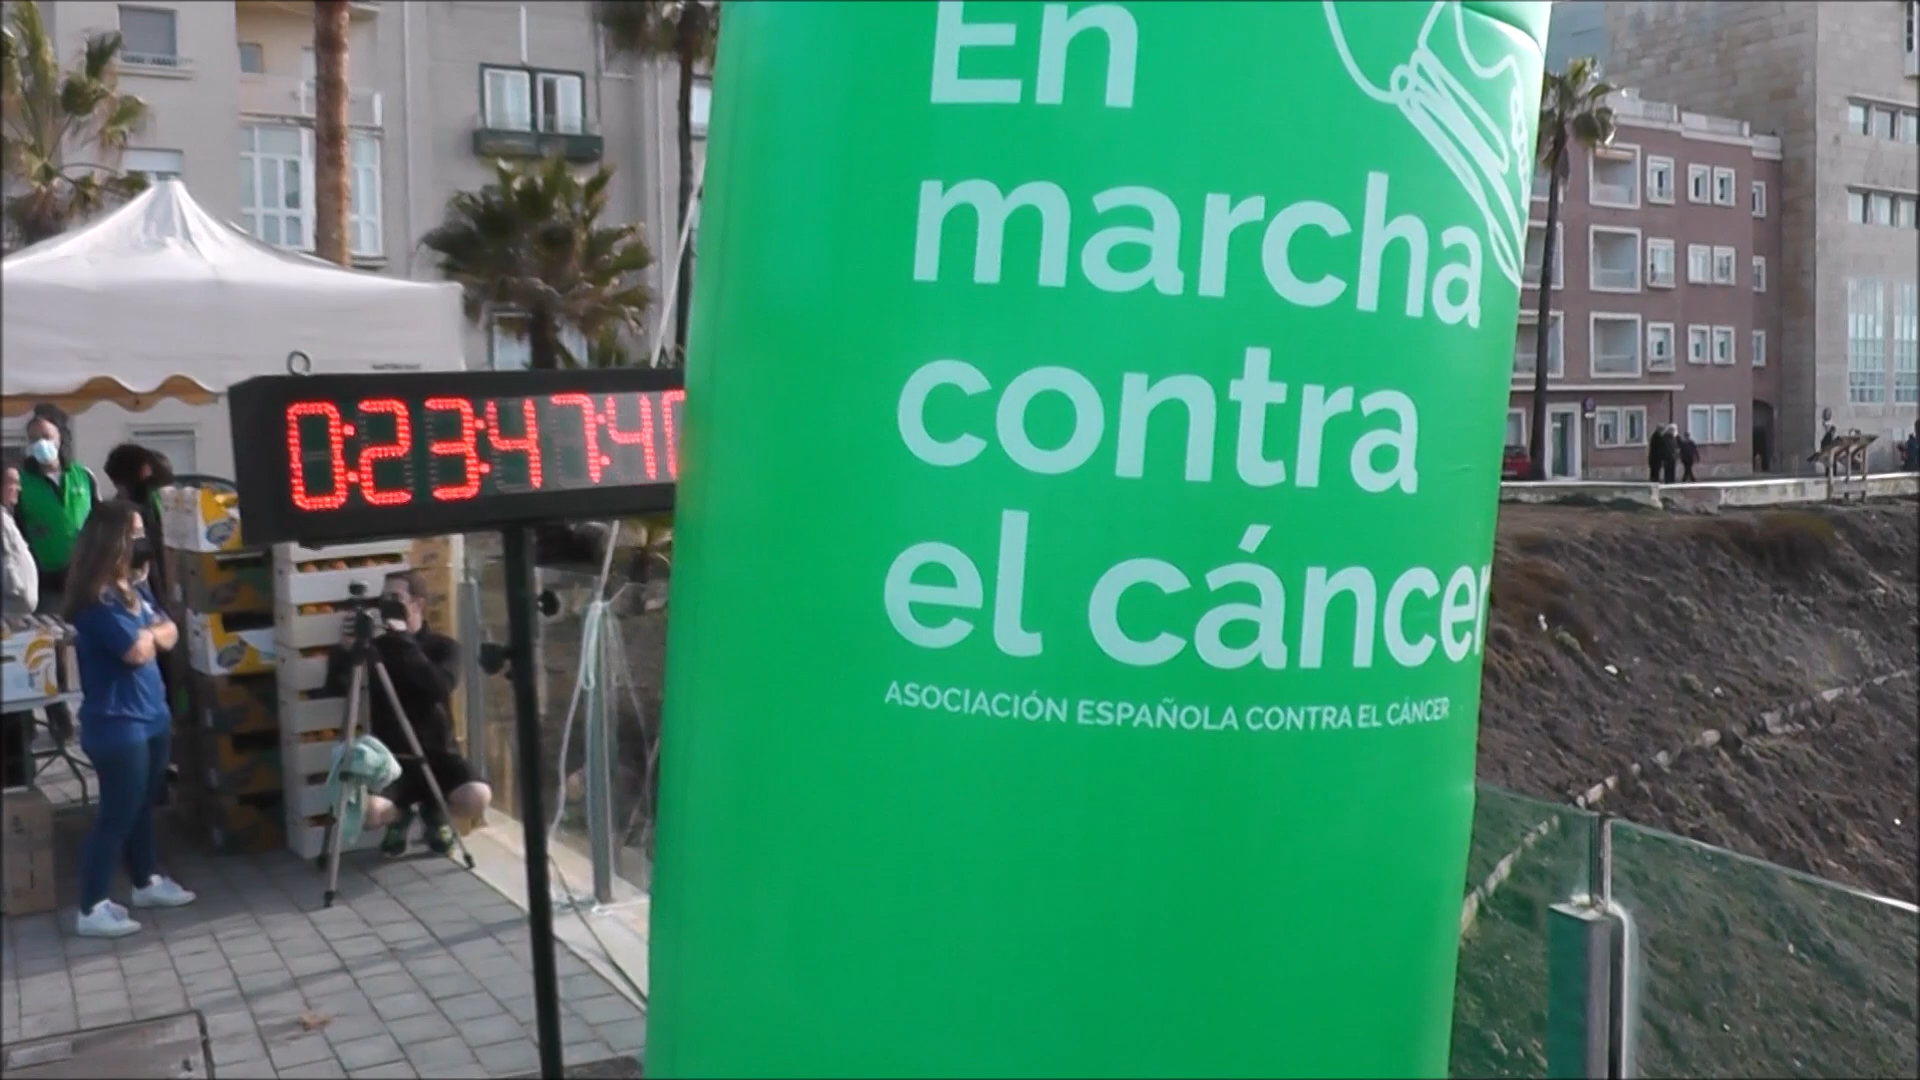 En
marcha
contra
el cáncer
ASOCIACIÓN ESPAÑOLA CONTRA EL CÁNCER
0:23:47:40